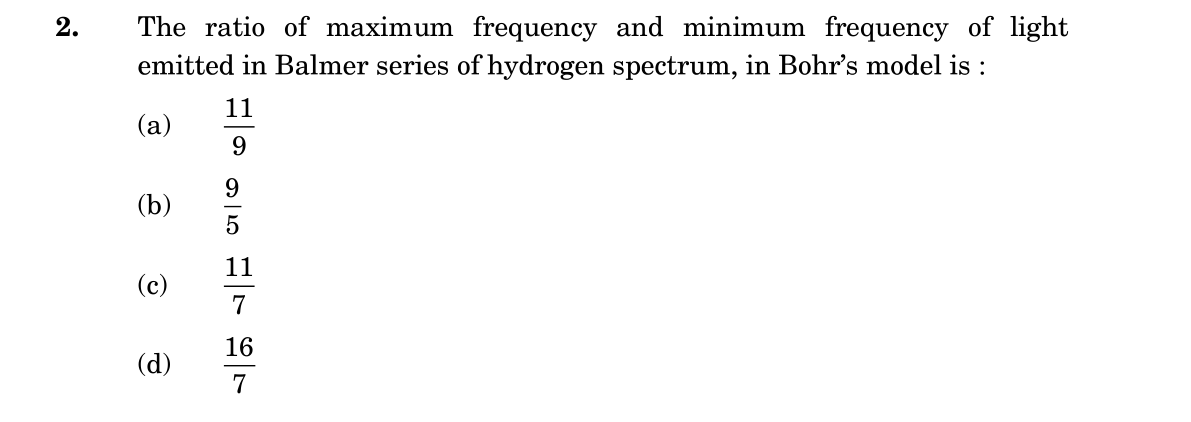 2. The ratio of maximum frequency and minimum frequency of light
emitted in Balmer series of hydrogen spectrum, in Bohr’s model is :
(a) 11/9
(b) 9/5
(c) 11/7
(d) 16/7